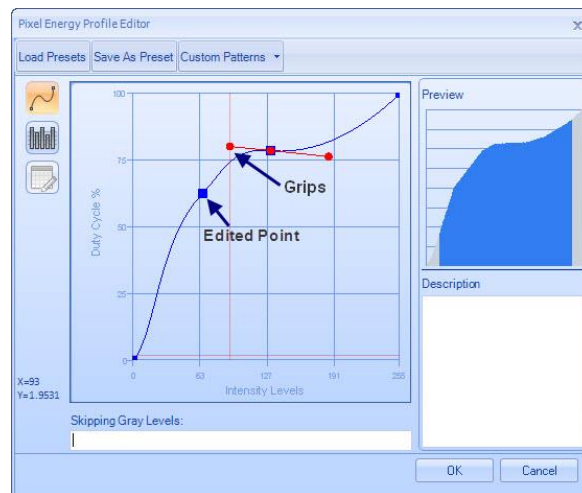 Pixel Energy Profile Editor
x
Load Presets Save As Preset Custom Patterns
100
75
50
25
0
Duty Cycle %
Grips
Edited Point
0 63 127 191 255
Intensity Levels
X=93
Y=1.9531
Skipping Gray Levels:
Preview
Description
OK Cancel